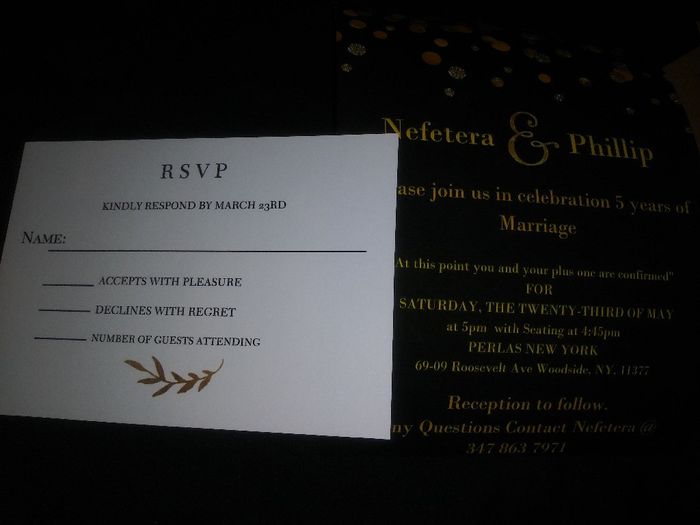 RSVP
KINDLY RESPOND BY MARCH 23RD
NAME:
ACCEPTS WITH PLEASURE
DECLINES WITH REGRET
NUMBER OF GUESTS ATTENDING
Nefetera & Phillip
ase join us in celebration 5 years of
Marriage
At this point you and your plus one are confirmed"
FOR
SATURDAY, THE TWENTY-THIRD OF MAY
at 5pm with Seating at 4:45pm
PERLAS NEW YORK
69-09 Roosevelt Ave Woodside, NY. 11377
Reception to follow.
ny Questions Contact Nefetera @
347 863 7971